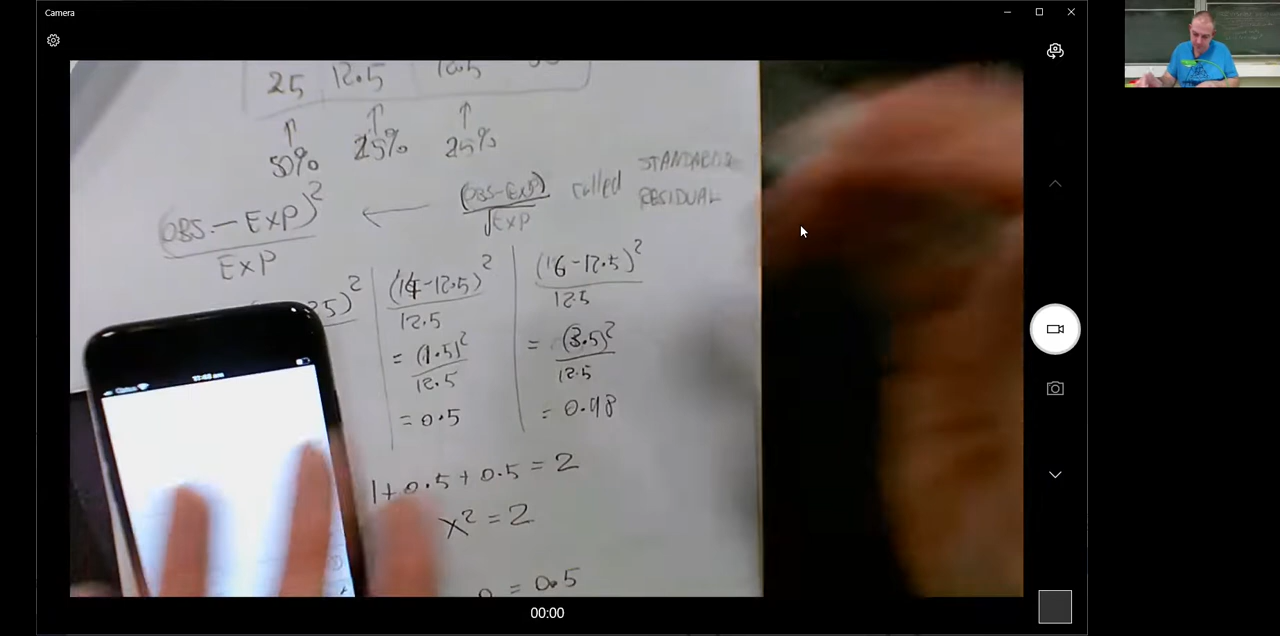 Camera
25 12.5 12.5
50% 25% 25%
(OBS.-EXP)² / EXP ← (OBS-EXP) / √EXP called
RESIDUAL
25)² (14-12.5)² / 12.5 (16-12.5)² / 12.5
= (1.5)² / 12.5 = (3.5)² / 12.5
= 0.5 = 0.98
1+0.5+0.5=2
x²=2
= 0.5
00:00